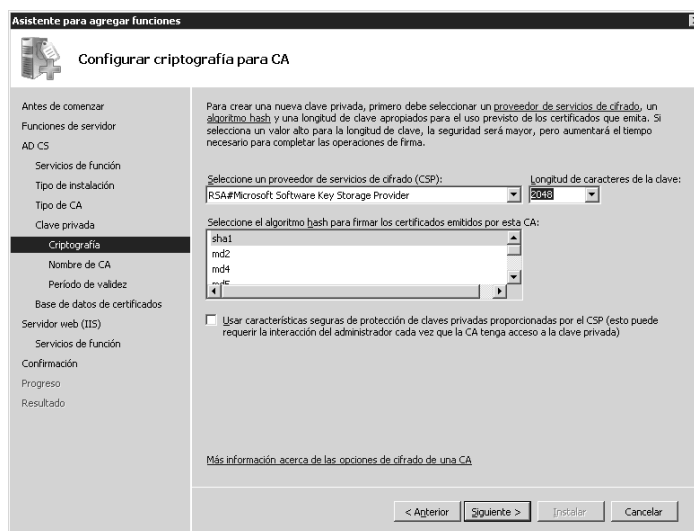 Asistente para agregar funciones
Configurar criptografía para CA
Antes de comenzar
Funciones de servidor
AD CS
Servicios de función
Tipo de instalación
Tipo de CA
Clave privada
Criptografía
Nombre de CA
Período de validez
Base de datos de certificados
Servidor web (IIS)
Servicios de función
Confirmación
Progreso
Resultado
Para crear una nueva clave privada, primero debe seleccionar un proveedor de servicios de cifrado, un
algoritmo hash y una longitud de clave apropiados para el uso previsto de los certificados que emita. Si
selecciona un valor alto para la longitud de clave, la seguridad será mayor, pero aumentará el tiempo
necesario para completar las operaciones de firma.
Seleccione un proveedor de servicios de cifrado (CSP):
Longitud de caracteres de la clave:
RSA#Microsoft Software Key Storage Provider
2048
Seleccione el algoritmo hash para firmar los certificados emitidos por esta CA:
sha1
md2
md4
md5
Usar características seguras de protección de claves privadas proporcionadas por el CSP (esto puede
requerir la interacción del administrador cada vez que la CA tenga acceso a la clave privada)
Más información acerca de las opciones de cifrado de una CA
< Anterior
Siguiente >
Instalar
Cancelar